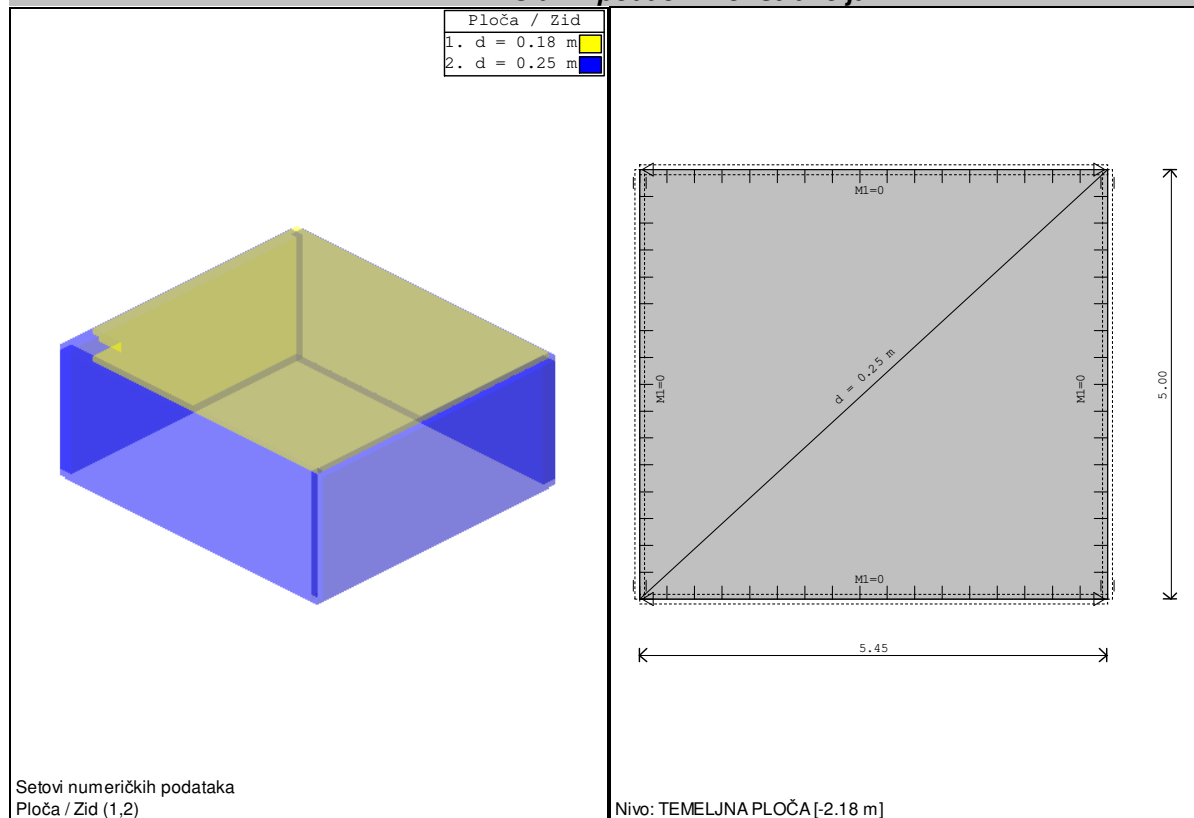 Ploča / Zid
1. d = 0.18 m
2. d = 0.25 m
Setovi numeričkih podataka
Ploča / Zid (1,2)
M1=0
d = 0.25 m
M1=0
M1=0
5.00
M1=0
5.45
Nivo: TEMELJNA PLOČA [-2.18 m]